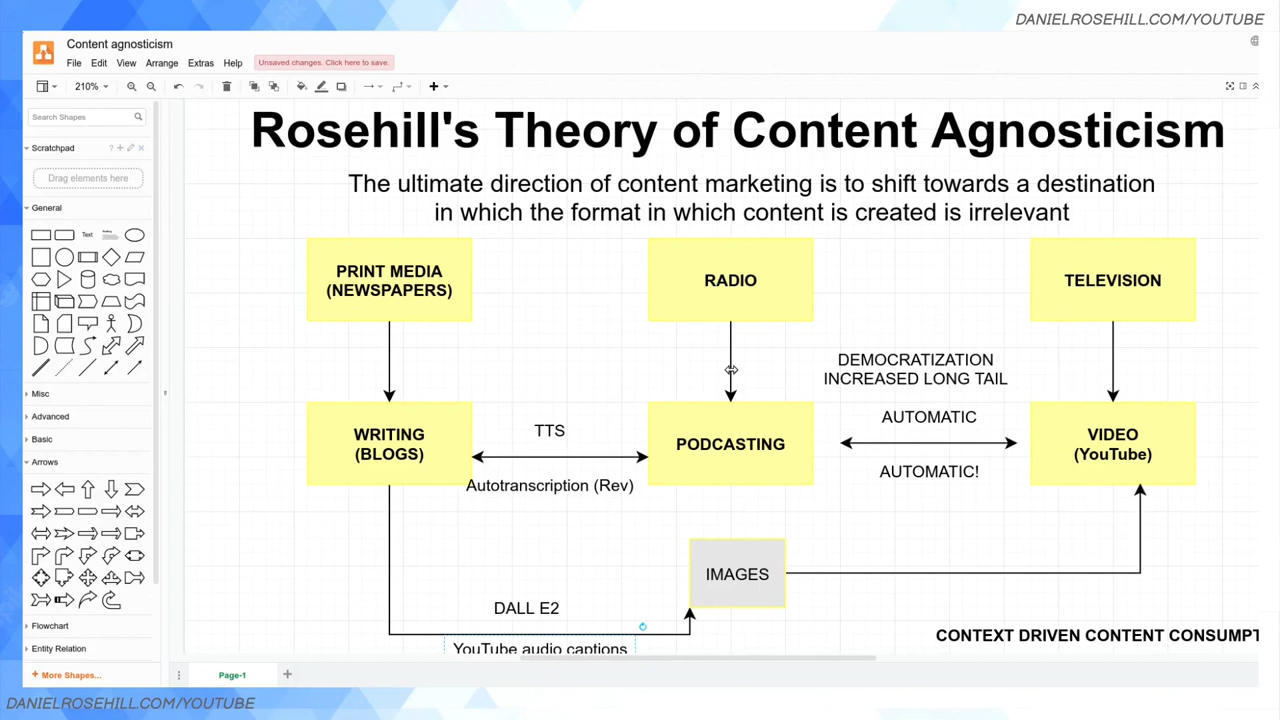 DANIELROSEHILL.COM/YOUTUBE
Content agnosticism
File Edit View Arrange Extras Help
Unsaved changes. Click here to save.
210%
Search Shapes
Scratchpad
?
Drag elements here
General
Text
Misc
Advanced
Basic
Arrows
Flowchart
Entity Relation
+ More Shapes...
Page-1
Rosehill's Theory of Content Agnosticism
The ultimate direction of content marketing is to shift towards a destination
in which the format in which content is created is irrelevant
PRINT MEDIA
(NEWSPAPERS)
RADIO
TELEVISION
DEMOCRATIZATION
INCREASED LONG TAIL
WRITING
(BLOGS)
TTS
Autotranscription (Rev)
PODCASTING
AUTOMATIC
AUTOMATIC!
VIDEO
(YouTube)
IMAGES
DALL E2
YouTube audio captions
CONTEXT DRIVEN CONTENT CONSUMPT
DANIELROSEHILL.COM/YOUTUBE